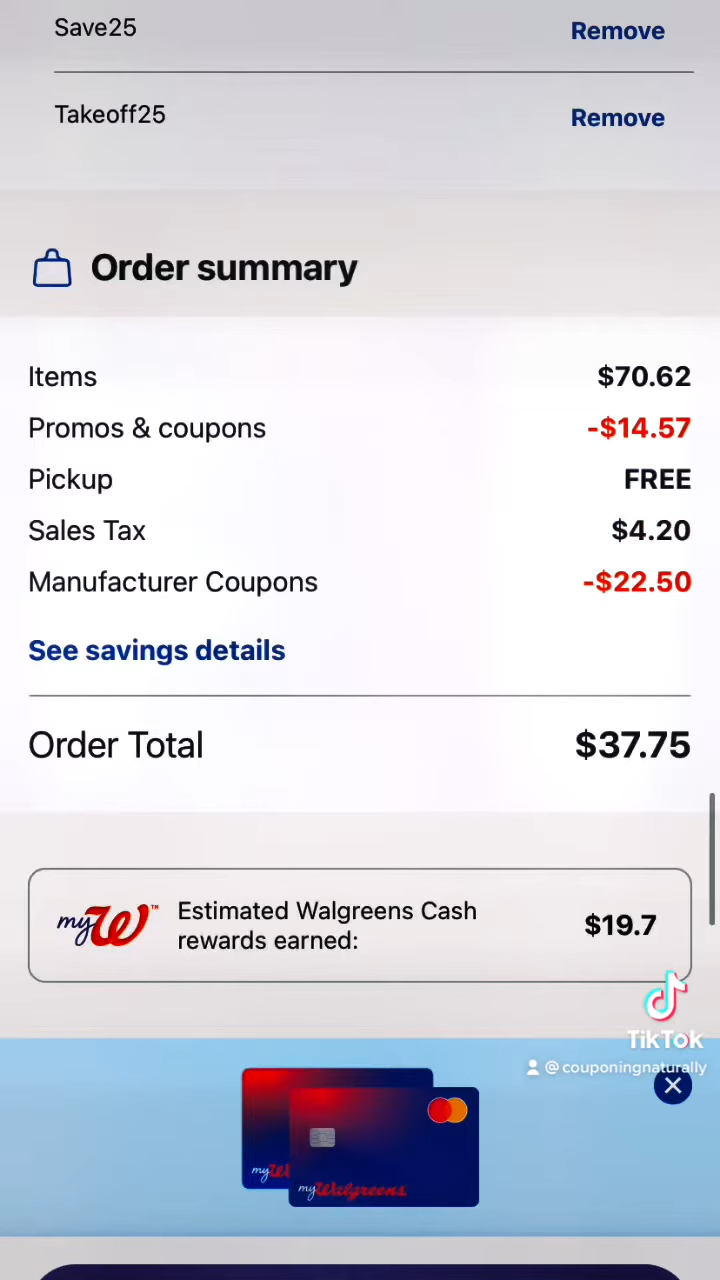 Save25
Remove
Takeoff25
Remove
Order summary
Items
$70.62
Promos & coupons
-$14.57
Pickup
FREE
Sales Tax
$4.20
Manufacturer Coupons
-$22.50
See savings details
Order Total
$37.75
myW™
Estimated Walgreens Cash
rewards earned:
$19.7
TikTok
@couponingnaturally
myW
myWalgreens